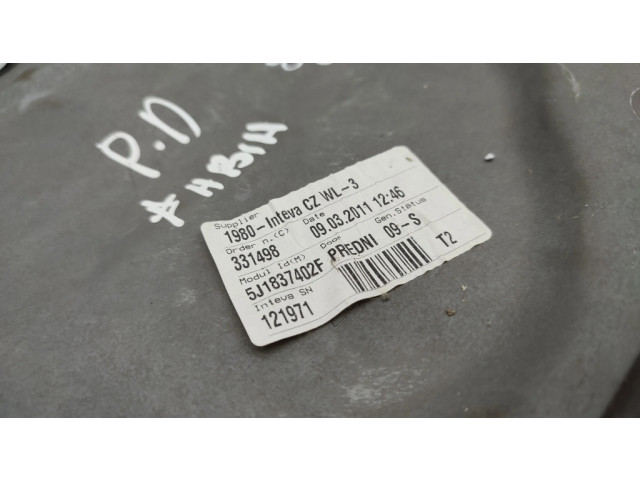 P.D
#HBIH
Supplier
1980-Inteva CZ WL-3
Order n.(C) Date
331498 09.03.2011 12:46
Modul Id(M) Door Gen.Status
5J1837402F PREDNI 09-S
Inteva SN T2
121971